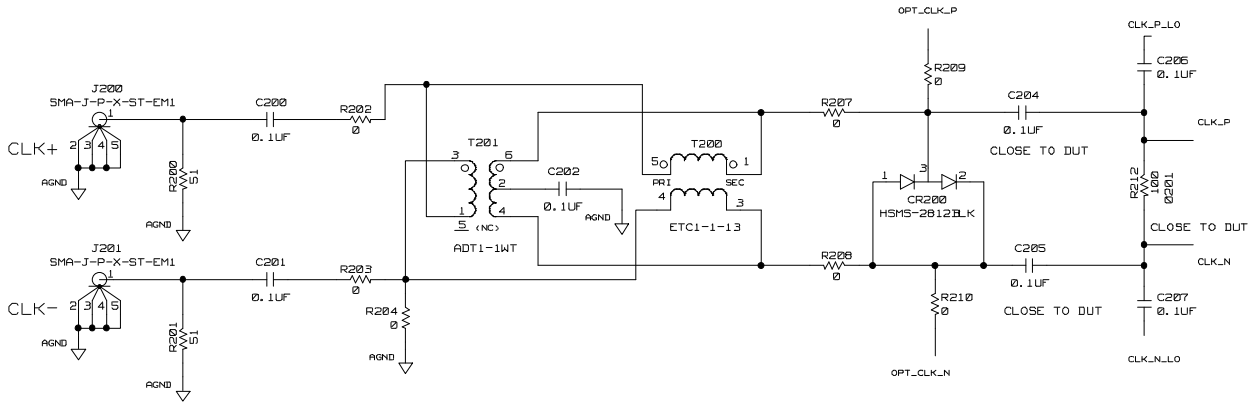 OPT_CLK_P
CLK_P_LO
C206
0.1UF
R209
0
J200
SMA-J-P-X-ST-EM1
1
2 3 4 5
CLK+
AGND
R200
51
AGND
C200
0.1UF
R202
0
R207
0
C204
0.1UF
CLOSE TO DUT
CLK_P
T201
3
6
2
1
4
5 (NC)
ADT1-1WT
C202
0.1UF
AGND
T200
5
1
PRI
SEC
4
3
ETC1-1-13
3
1
2
CR200
R212
100
0201
CLOSE TO DUT
J201
SMA-J-P-X-ST-EM1
1
2 3 4 5
CLK-
AGND
R201
51
AGND
C201
0.1UF
R203
0
R204
0
AGND
R208
0
C205
0.1UF
CLOSE TO DUT
CLK_N
R210
0
OPT_CLK_N
C207
0.1UF
CLK_N_LO